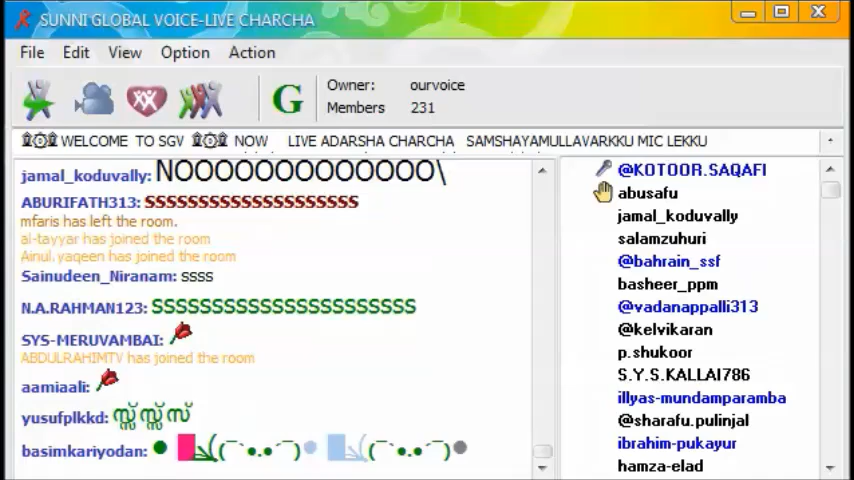 SUNNI GLOBAL VOICE-LIVE CHARCHA
File Edit View Option Action
G
Owner: ourvoice
Members 231
WELCOME TO SGV NOW LIVE ADARSHA CHARCHA SAMSHAYAMULLAVARKKU MIC LEKKU
jamal_koduvally: NOOOOOOOOOOOOOO\
ABURIFATH313: SSSSSSSSSSSSSSSSSSSS
mfaris has left the room.
al-tayyar has joined the room
Ainul.yaqeen has joined the room
Sainudeen_Niranam: ssss
N.A.RAHMAN123: SSSSSSSSSSSSSSSSSSSSSS
SYS-MERUVAMBAI:
ABDULRAHIMTV has joined the room
aamiaali:
yusufplkkd: സ്സ് സ്സ് സ്
basimkariyodan: ● (¯`•.•´¯) ● (¯`•.•´¯) ●
@KOTOOR.SAQAFI
abusafu
jamal_koduvally
salamzuhuri
@bahrain_ssf
basheer_ppm
@vadanappalli313
@kelvikaran
p.shukoor
S.Y.S.KALLAI786
illyas-mundamparamba
@sharafu.pulinjal
ibrahim-pukayur
hamza-elad